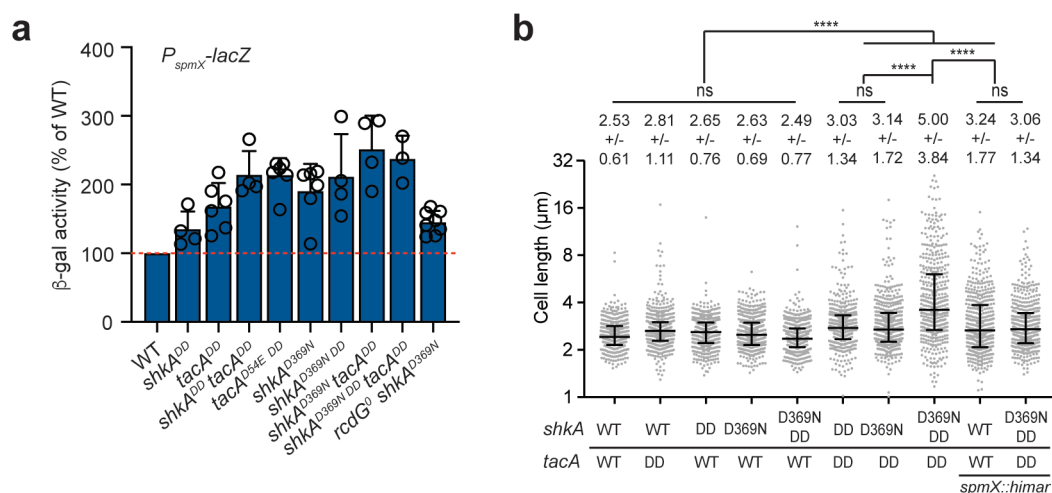 a
P_spmX-lacZ
β-gal activity (% of WT)
400
300
200
100
0
WT
shkA^DD
tacA^DD
shkA^DD tacA^DD
tacA^D54E DD
shkA^D369N
shkA^D369N DD
shkA^D369N tacA^DD
shkA^D369N DD tacA^DD
rcdG^0 shkA^D369N
b
****
**** ****
ns ns ns
2.53 2.81 2.65 2.63 2.49 3.03 3.14 5.00 3.24 3.06
+/- +/- +/- +/- +/- +/- +/- +/- +/- +/-
0.61 1.11 0.76 0.69 0.77 1.34 1.72 3.84 1.77 1.34
Cell length (µm)
32
16
8
4
2
1
shkA WT WT DD D369N D369N DD DD D369N D369N DD WT D369N DD
tacA WT DD WT WT WT DD DD DD WT DD
spmX::himar